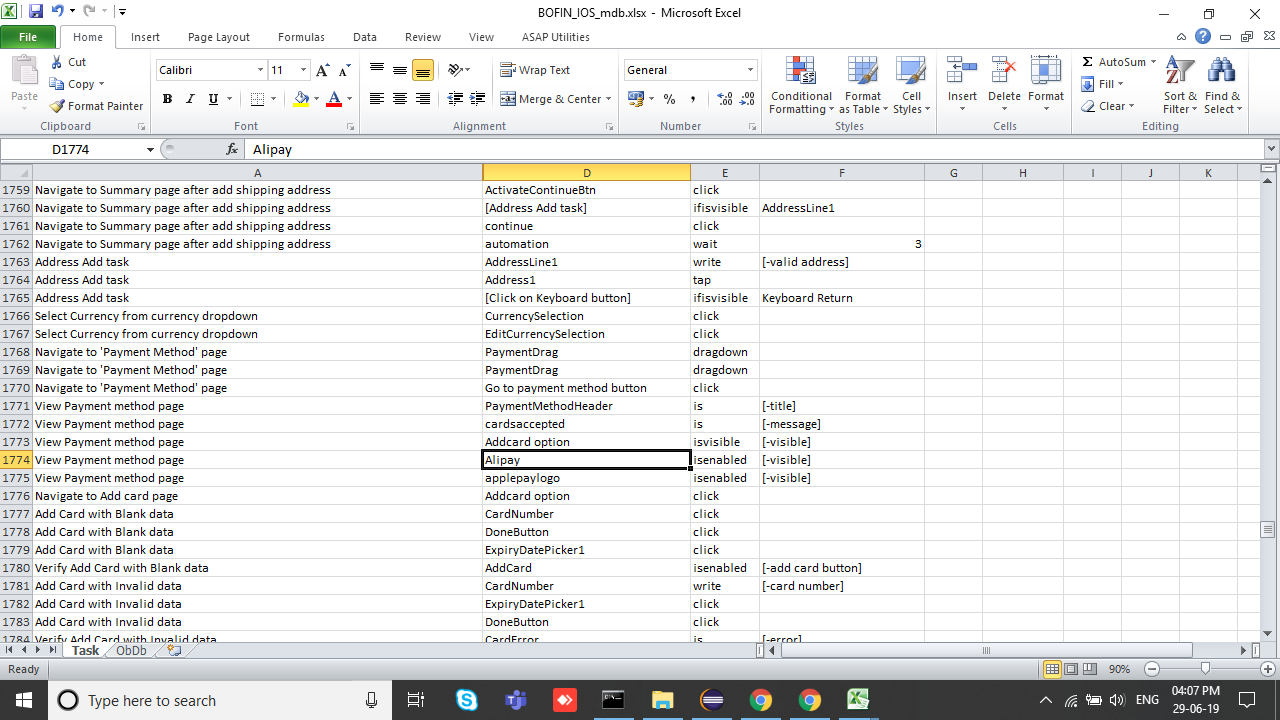 BOFIN_IOS_mdb.xlsx - Microsoft Excel
File Home Insert Page Layout Formulas Data Review View ASAP Utilities
Paste Cut Copy Format Painter Clipboard
Calibri 11 B I U Font
Wrap Text Merge & Center Alignment
General % , Number
Conditional Formatting Format as Table Cell Styles Styles
Insert Delete Format Cells
Σ AutoSum Fill Clear Sort & Filter Find & Select Editing
D1774 fx Alipay
A D E F G H I J K
1759 Navigate to Summary page after add shipping address ActivateContinueBtn click
1760 Navigate to Summary page after add shipping address [Address Add task] ifisvisible AddressLine1
1761 Navigate to Summary page after add shipping address continue click
1762 Navigate to Summary page after add shipping address automation wait 3
1763 Address Add task AddressLine1 write [-valid address]
1764 Address Add task Address1 tap
1765 Address Add task [Click on Keyboard button] ifisvisible Keyboard Return
1766 Select Currency from currency dropdown CurrencySelection click
1767 Select Currency from currency dropdown EditCurrencySelection click
1768 Navigate to 'Payment Method' page PaymentDrag dragdown
1769 Navigate to 'Payment Method' page PaymentDrag dragdown
1770 Navigate to 'Payment Method' page Go to payment method button click
1771 View Payment method page PaymentMethodHeader is [-title]
1772 View Payment method page cardsaccepted is [-message]
1773 View Payment method page Addcard option isvisible [-visible]
1774 View Payment method page Alipay isenabled [-visible]
1775 View Payment method page applepaylogo isenabled [-visible]
1776 Navigate to Add card page Addcard option click
1777 Add Card with Blank data CardNumber click
1778 Add Card with Blank data DoneButton click
1779 Add Card with Blank data ExpiryDatePicker1 click
1780 Verify Add Card with Blank data AddCard isenabled [-add card button]
1781 Add Card with Invalid data CardNumber write [-card number]
1782 Add Card with Invalid data ExpiryDatePicker1 click
1783 Add Card with Invalid data DoneButton click
1784 Verify Add Card with Invalid data CardError is [-error]
Task ObDb
Ready 90%
Type here to search ENG 04:07 PM
29-06-19